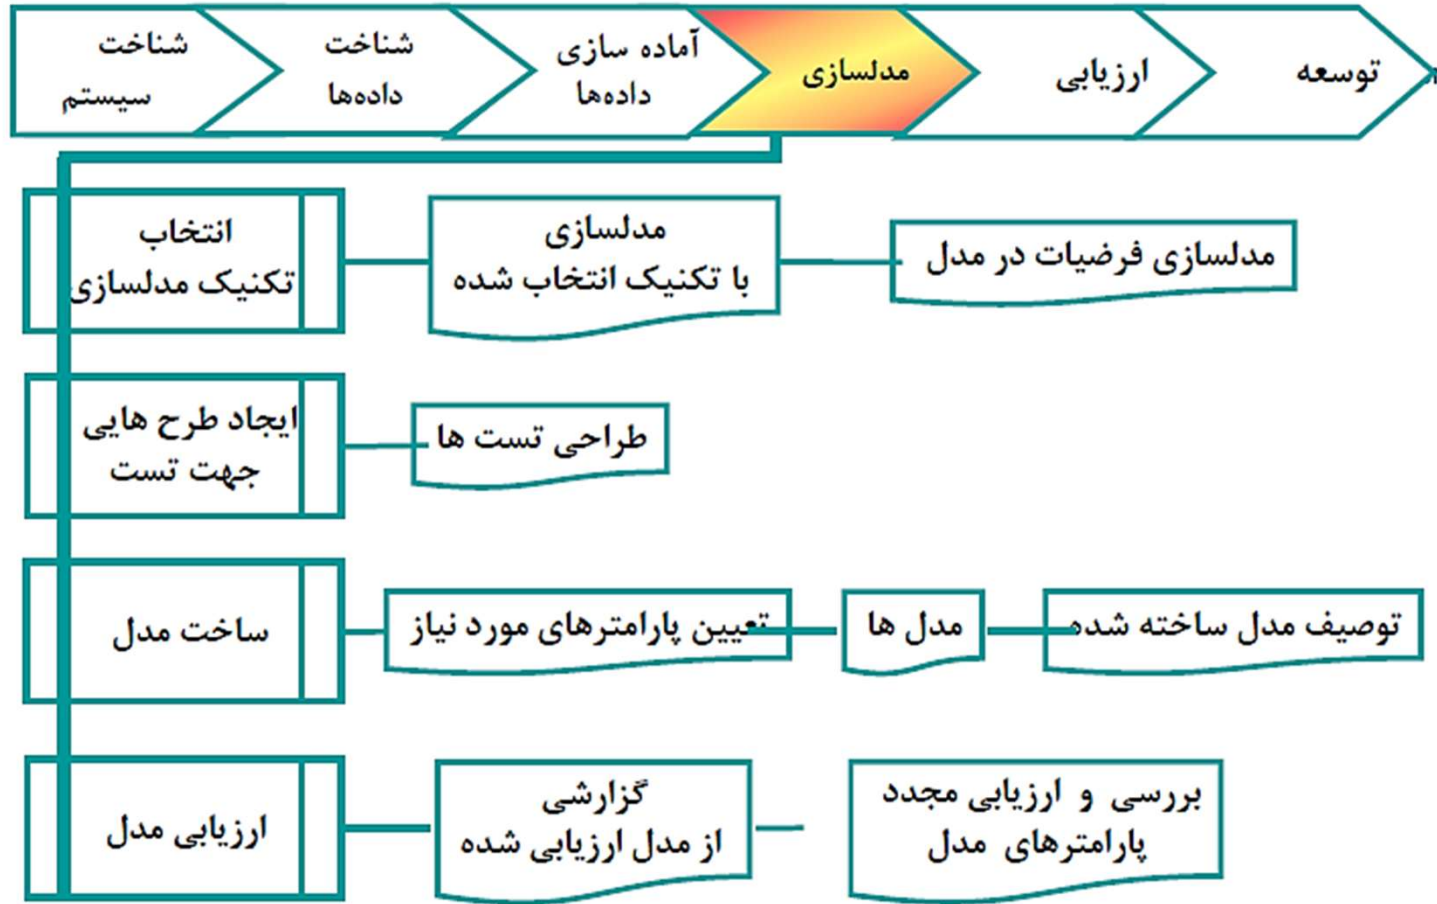 شناخت
سیستم
شناخت
داده‌ها
آماده سازی
داده‌ها
مدلسازی
ارزیابی
توسعه
انتخاب
تکنیک مدلسازی
مدلسازی
با تکنیک انتخاب شده
مدلسازی فرضیات در مدل
ایجاد طرح هایی
جهت تست
طراحی تست ها
ساخت مدل
تعیین پارامترهای مورد نیاز
مدل ها
توصیف مدل ساخته شده
ارزیابی مدل
گزارشی
از مدل ارزیابی شده
بررسی و ارزیابی مجدد
پارامترهای مدل